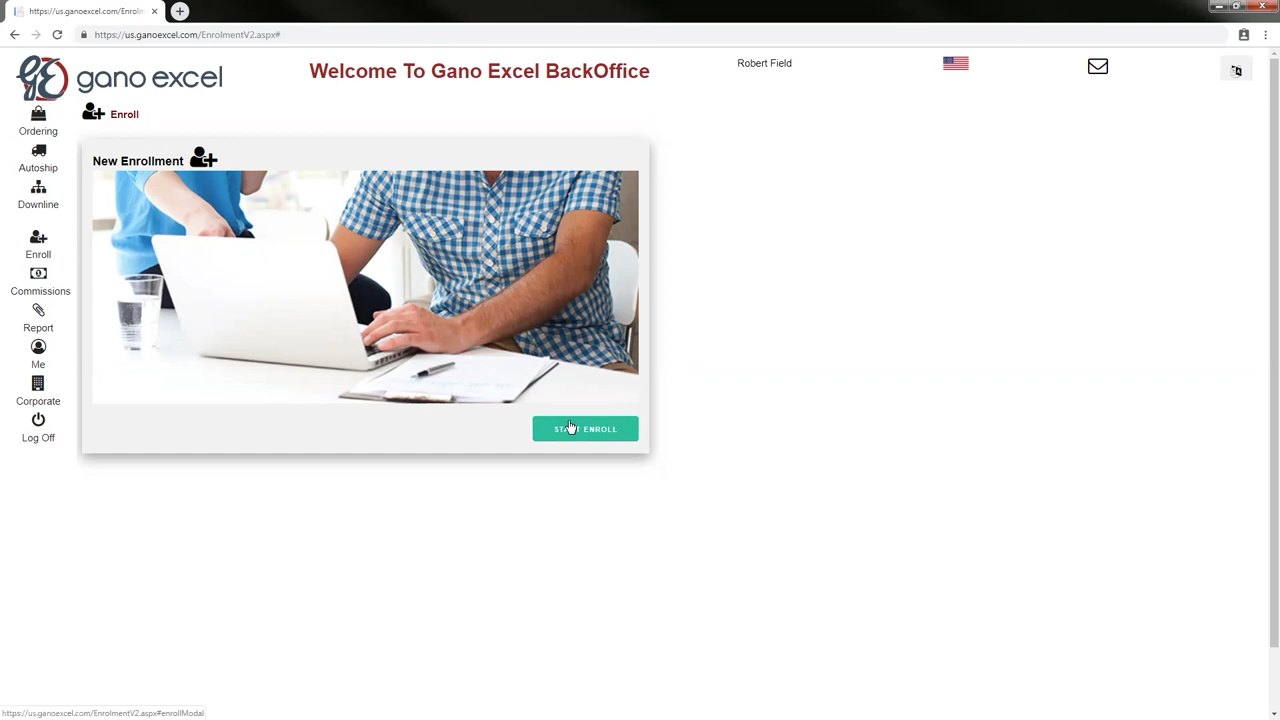 https://us.ganoexcel.com/Enrolm
https://us.ganoexcel.com/EnrolmentV2.aspx#
gano excel
Welcome To Gano Excel BackOffice
Robert Field
Enroll
New Enrollment
Ordering
Autoship
Downline
Enroll
Commissions
Report
Me
Corporate
Log Off
ENROLL
https://us.ganoexcel.com/EnrolmentV2.aspx#enrollModal